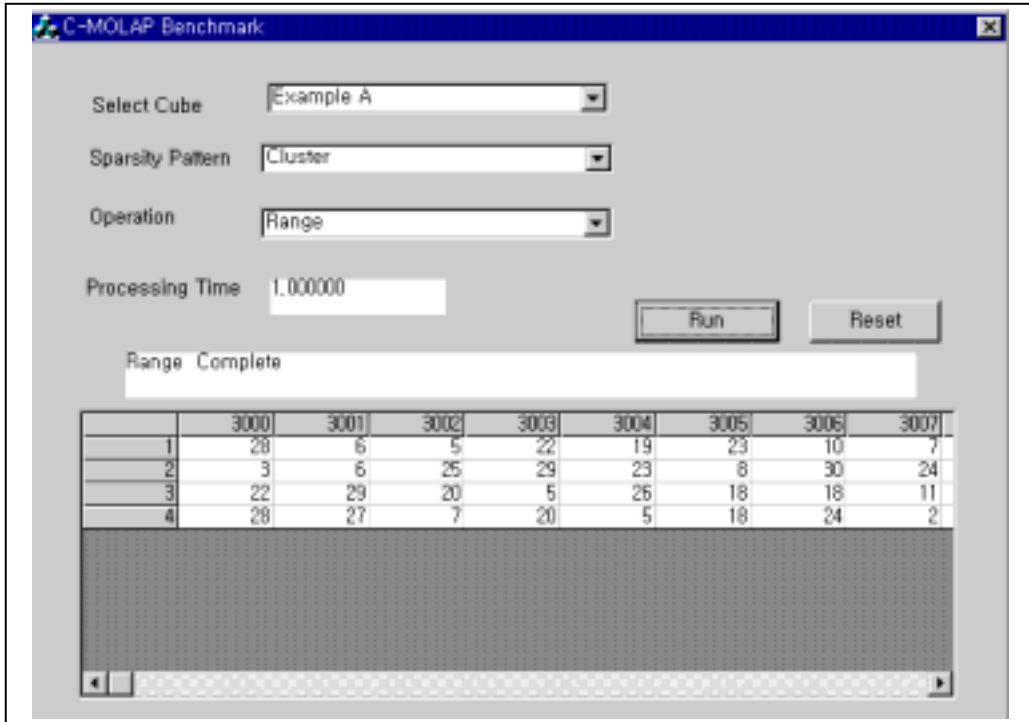 C-MOLAP Benchmark
Select Cube Example A
Sparsity Pattern Cluster
Operation Range
Processing Time 1.000000
Run Reset
Range Complete
3000 3001 3002 3003 3004 3005 3006 3007
1 28 6 5 22 19 23 10 7
2 3 6 25 29 23 8 30 24
3 22 29 20 5 26 18 18 11
4 28 27 7 20 5 18 24 2